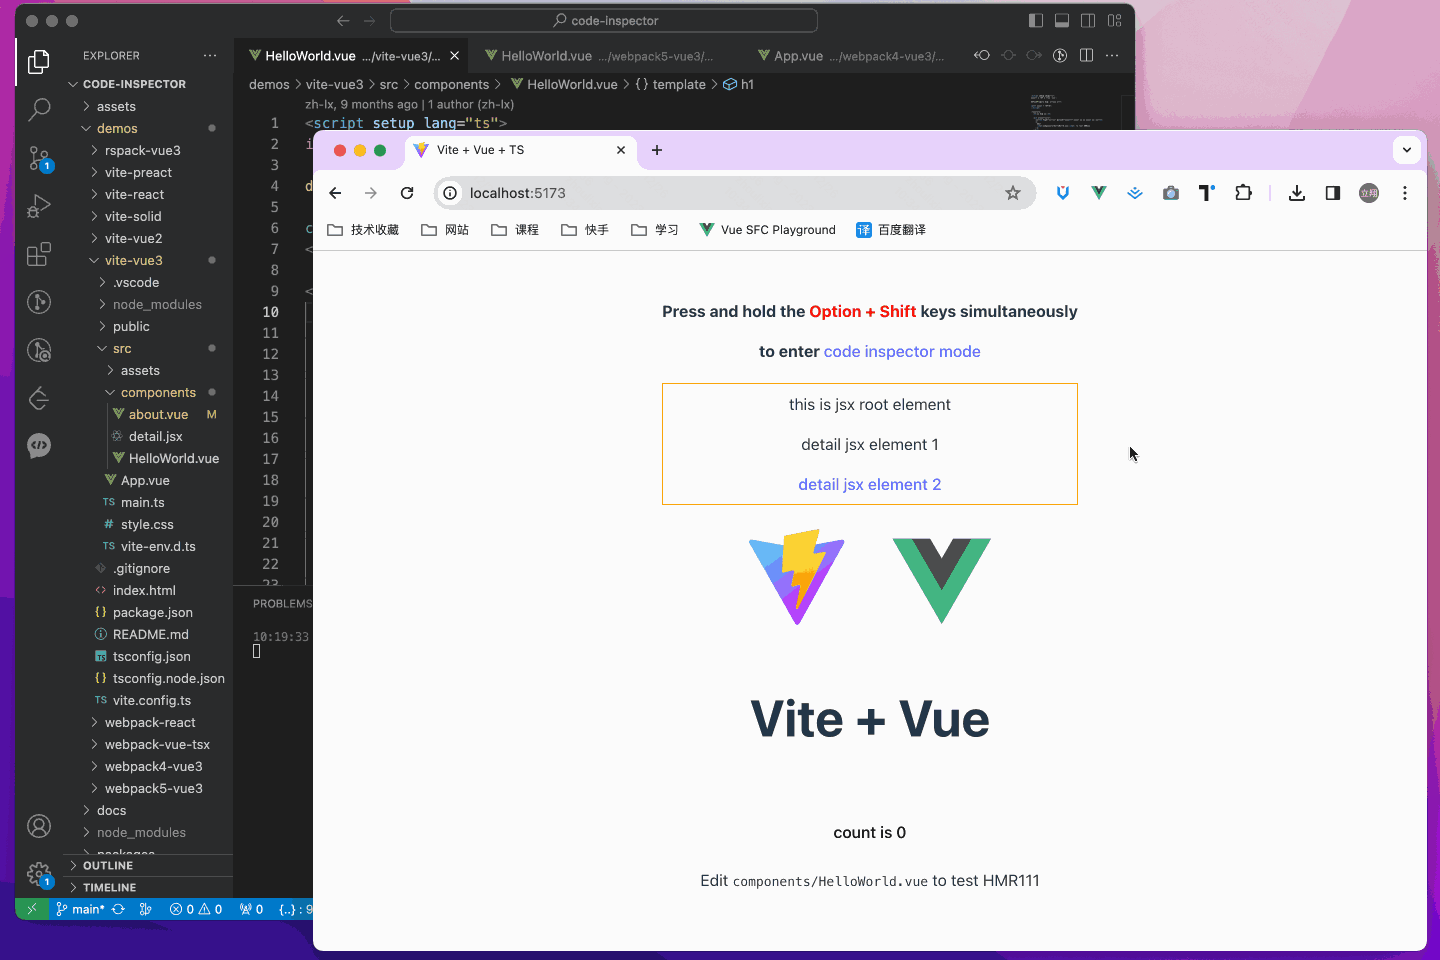 code-inspector
EXPLORER
CODE-INSPECTOR
assets
demos
rspack-vue3
vite-preact
vite-react
vite-solid
vite-vue2
vite-vue3
.vscode
node_modules
public
src
assets
components
about.vue M
detail.jsx
HelloWorld.vue
App.vue
TS main.ts
# style.css
TS vite-env.d.ts
.gitignore
<> index.html
{} package.json
README.md
TS tsconfig.json
{} tsconfig.node.json
TS vite.config.ts
webpack-react
webpack-vue-tsx
webpack4-vue3
webpack5-vue3
docs
node_modules
packages
OUTLINE
TIMELINE
1
1
main* 0 0 0 {..} : 9
HelloWorld.vue .../vite-vue3/...
HelloWorld.vue .../webpack5-vue3/...
App.vue .../webpack4-vue3/...
demos > vite-vue3 > src > components > HelloWorld.vue > {} template > h1
zh-lx, 9 months ago | 1 author (zh-lx)
1 <script setup lang="ts">
2 i
3
4 d
5
6 c
7 <
8
9 <
10
11
12
13
14
15
16
17
18
19
20
21
22
23
PROBLEMS
10:19:33
Vite + Vue + TS
localhost:5173
立翔
技术收藏 网站 课程 快手 学习 Vue SFC Playground 译 百度翻译
Press and hold the Option + Shift keys simultaneously
to enter code inspector mode
this is jsx root element
detail jsx element 1
detail jsx element 2
Vite + Vue
count is 0
Edit components/HelloWorld.vue to test HMR111